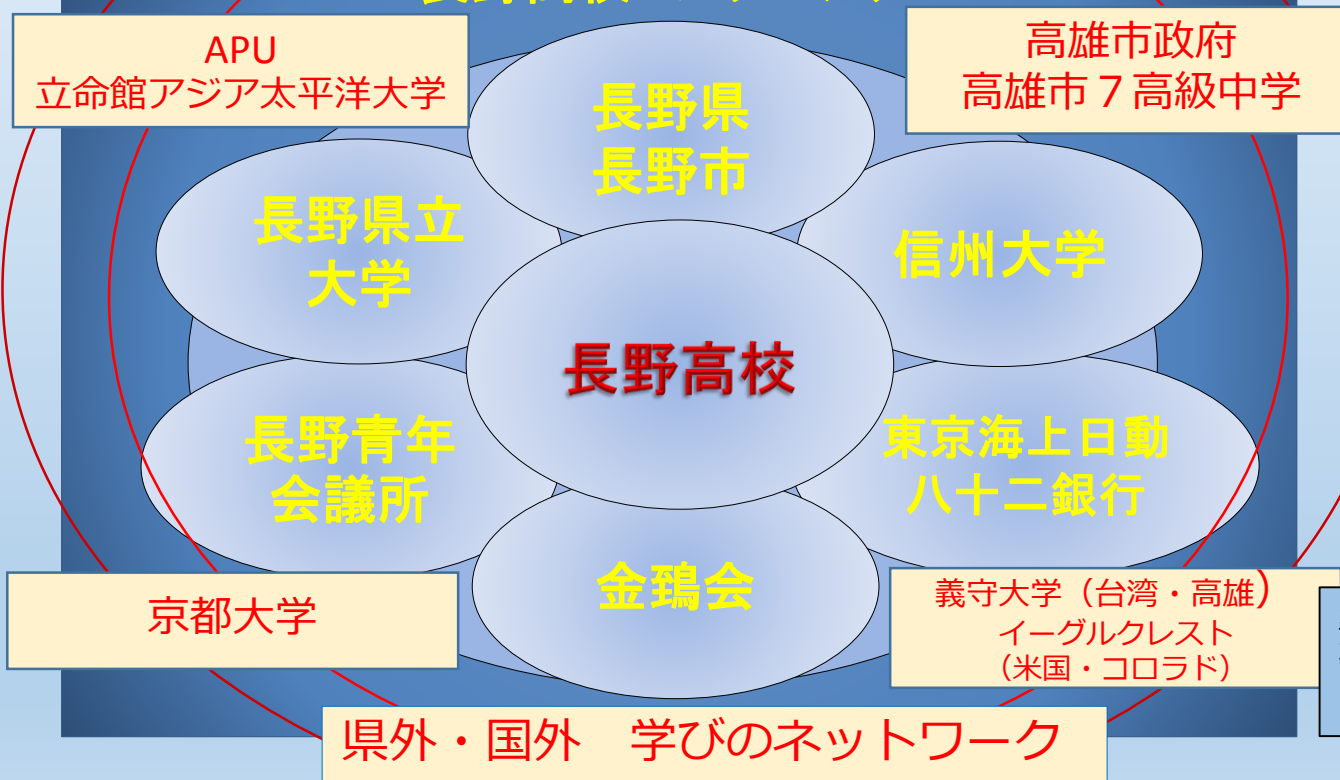 APU
立命館アジア太平洋大学
高雄市政府
高雄市７高級中学
長野県
長野市
長野県立
大学
信州大学
長野高校
長野青年
会議所
東京海上日動
八十二銀行
金鵄会
京都大学
義守大学（台湾・高雄)
イーグルクレスト
（米国・コロラド）
県外・国外　学びのネットワーク